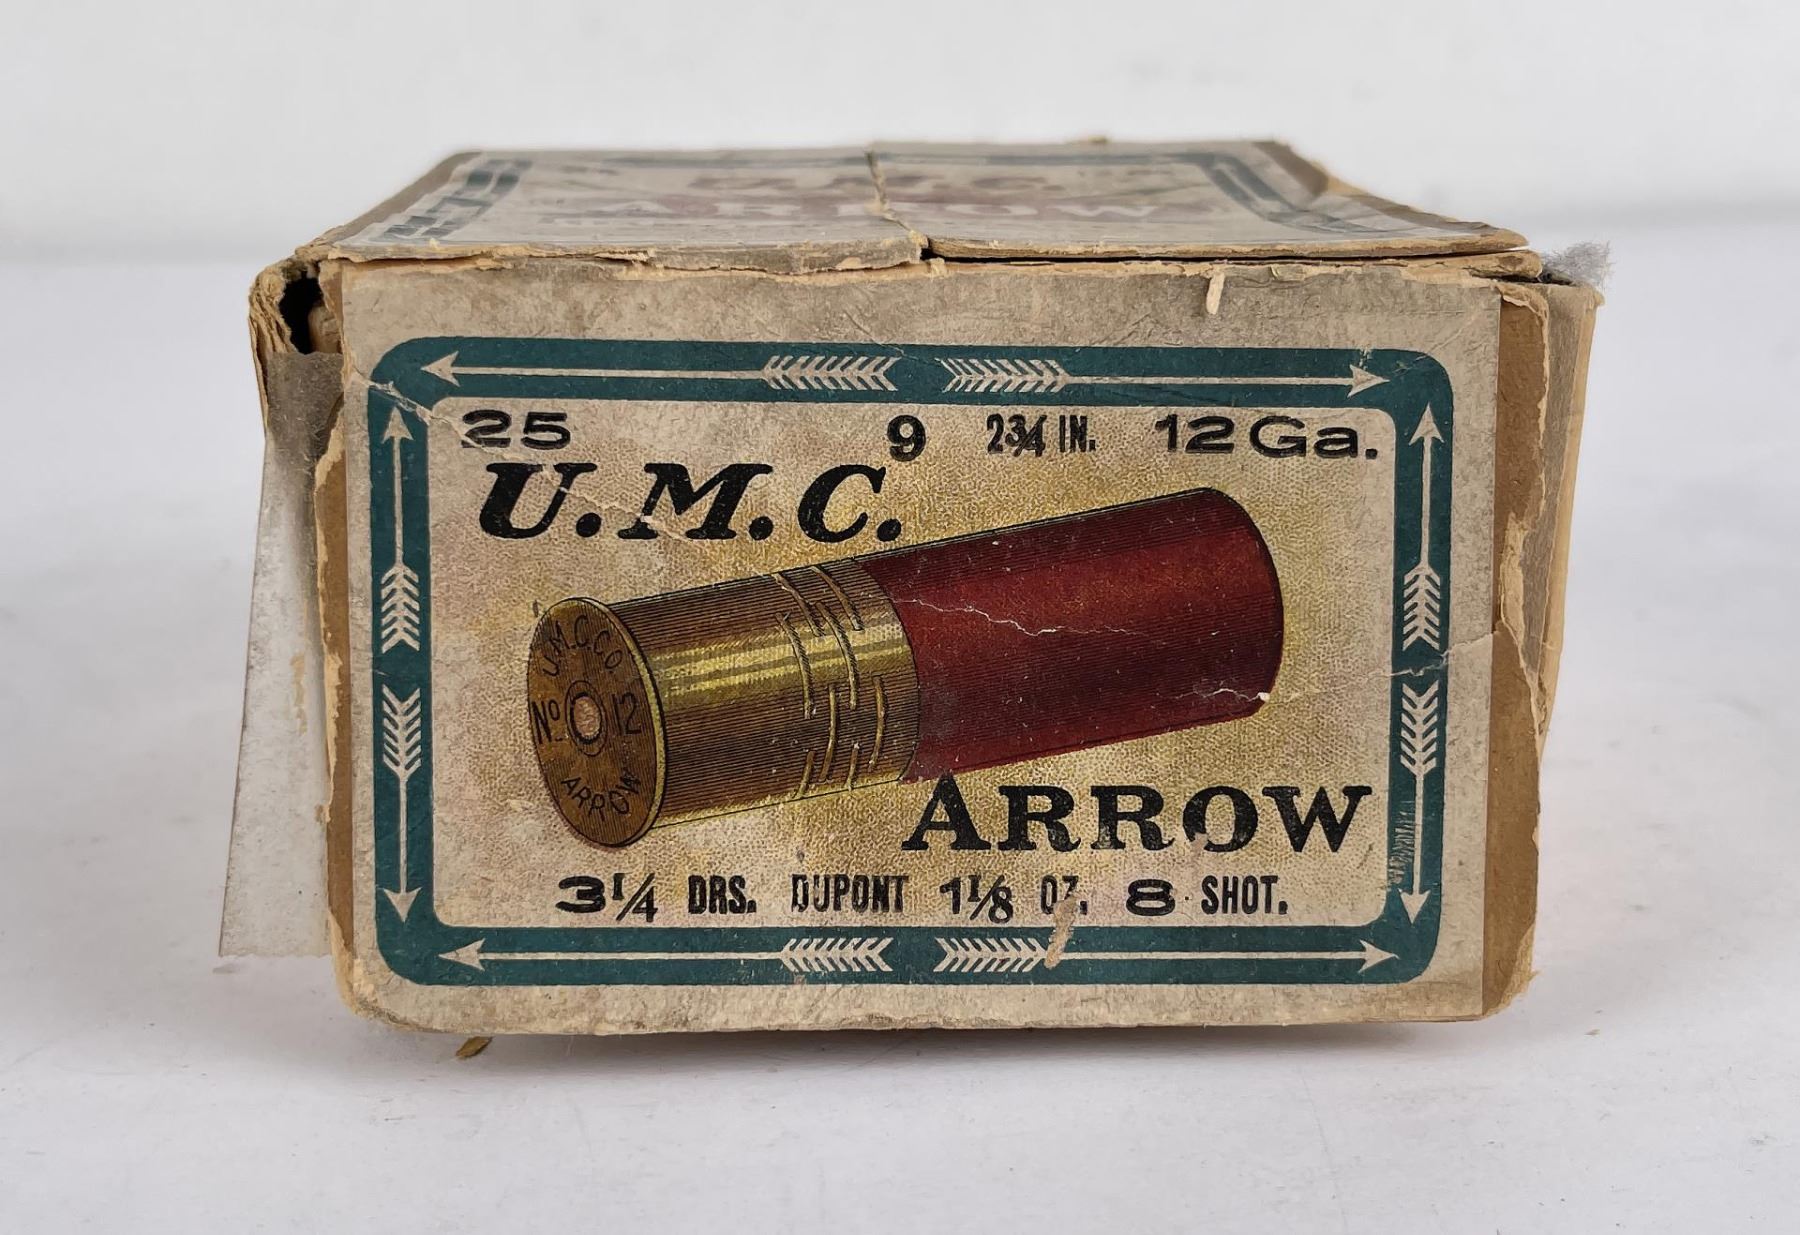 U.M.C.
ARROW
25 9 2¾ IN. 12 Ga.
U.M.C.
U.M.C.CO.
No 12
ARROW
ARROW
3¼ DRS. DUPONT 1⅛ OZ. 8 SHOT.